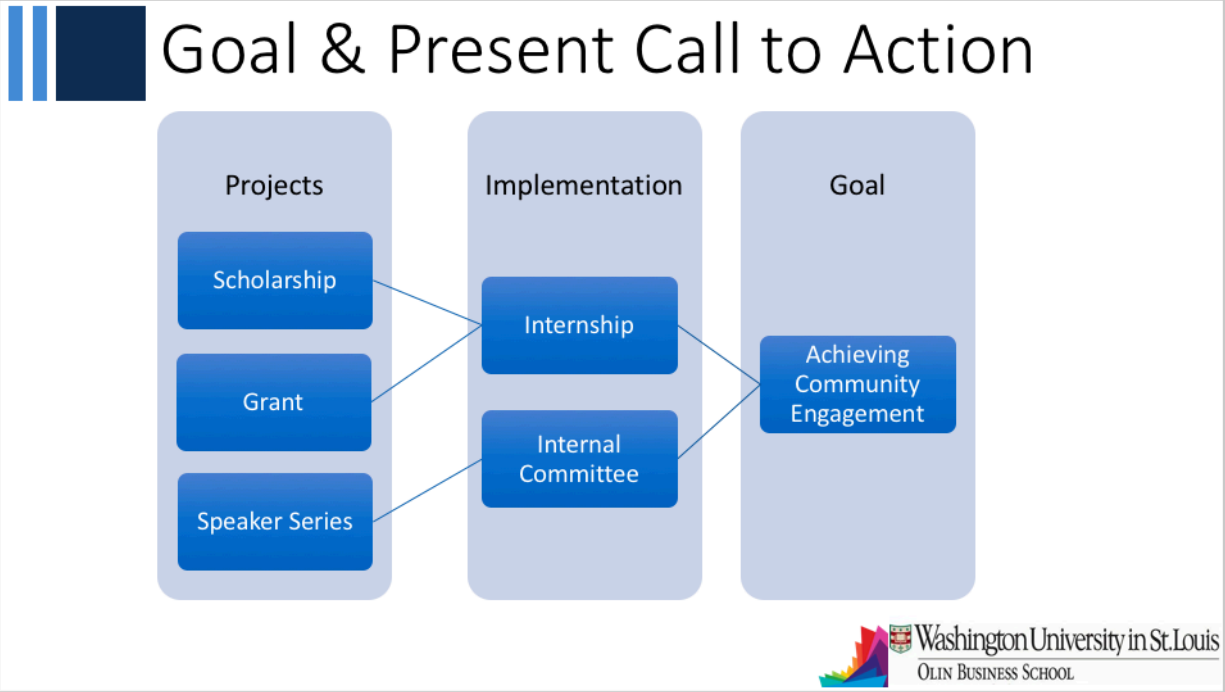 Goal & Present Call to Action
Projects
Scholarship
Grant
Speaker Series
Implementation
Internship
Internal
Committee
Goal
Achieving
Community
Engagement
Washington University in St. Louis
OLIN BUSINESS SCHOOL